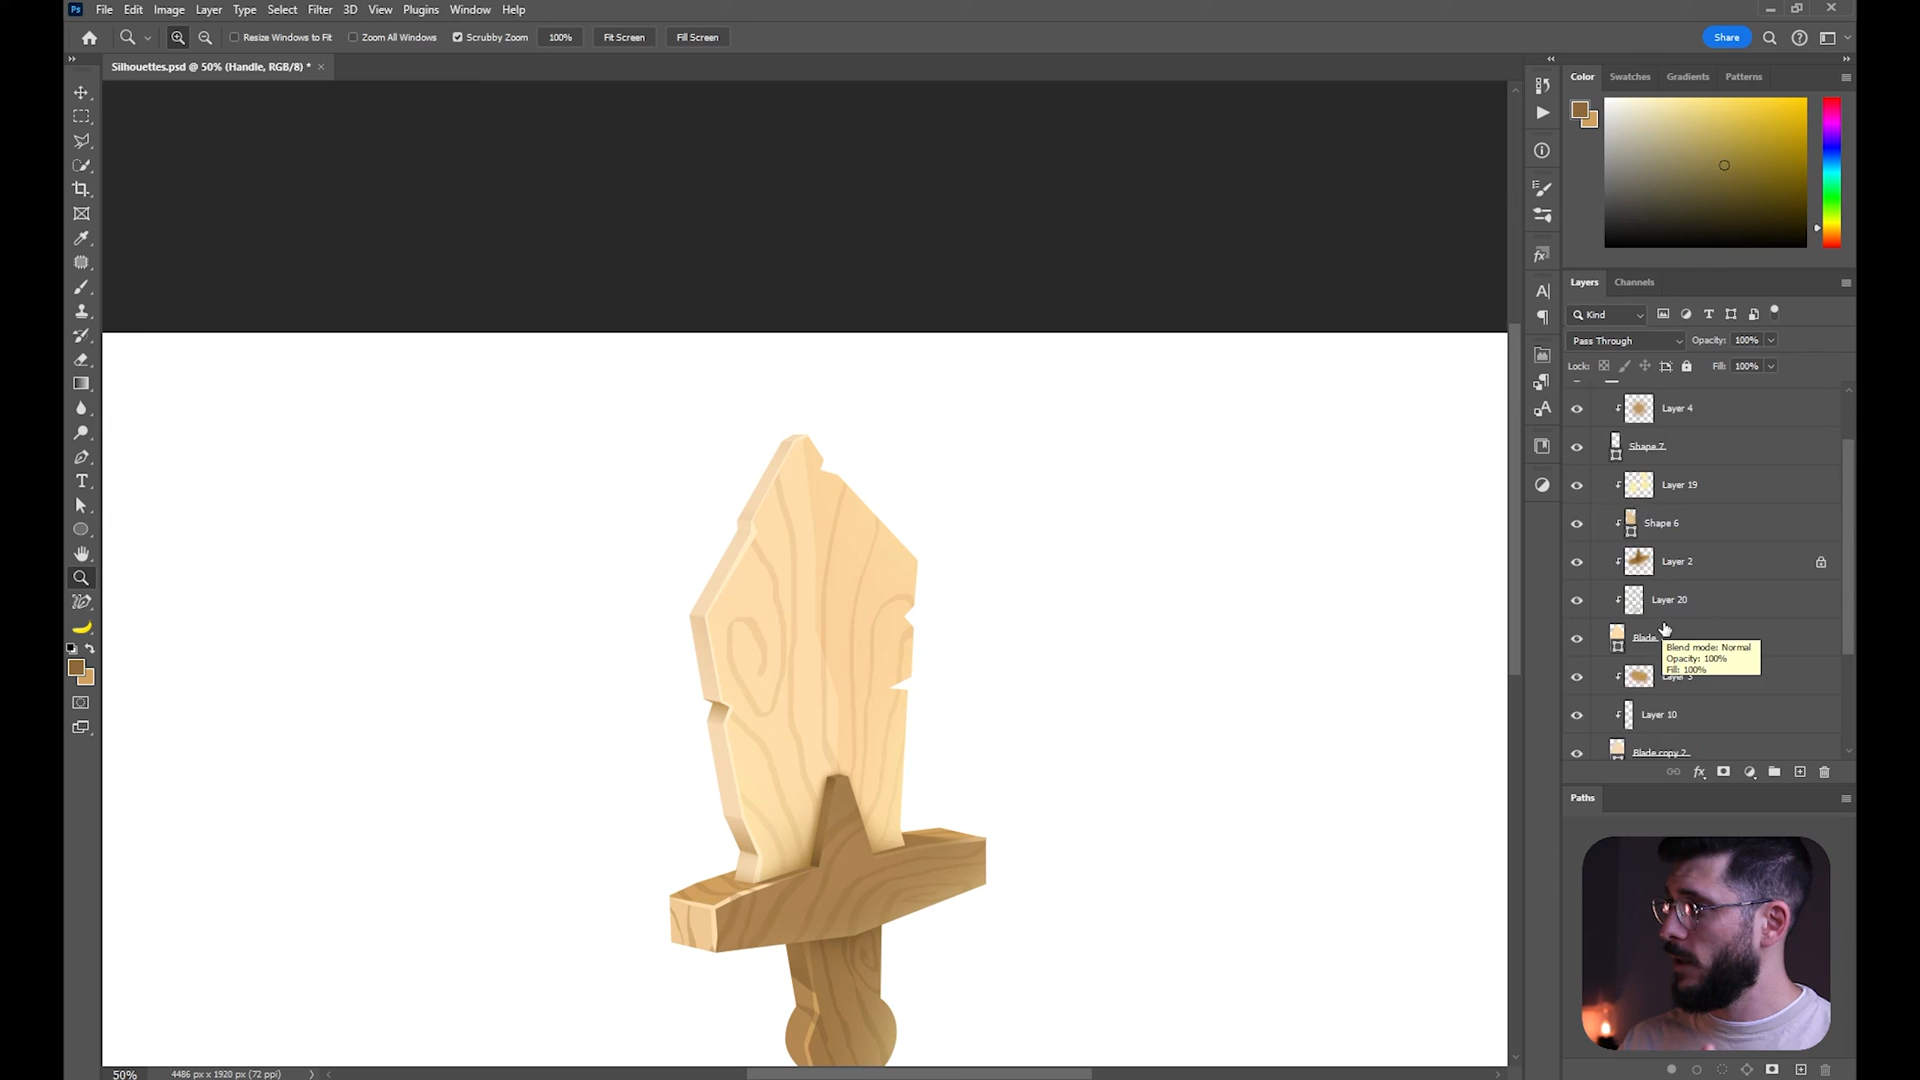 Ps File Edit Image Layer Type Select Filter 3D View Plugins Window Help
Resize Windows to Fit Zoom All Windows Scrubby Zoom 100% Fit Screen Fill Screen Share
Silhouettes.psd @ 50% (Handle, RGB/8) * ×
Color Swatches Gradients Patterns
Layers Channels
Kind
Pass Through Opacity: 100%
Lock: Fill: 100%
Layer 4
Shape 7
Layer 19
Shape 6
Layer 2
Layer 20
Blade
Blend mode: Normal
Opacity: 100%
Fill: 100%
Layer 3
Layer 10
Blade copy 2
fx
Paths
50% 4486 px x 1920 px (72 ppi)